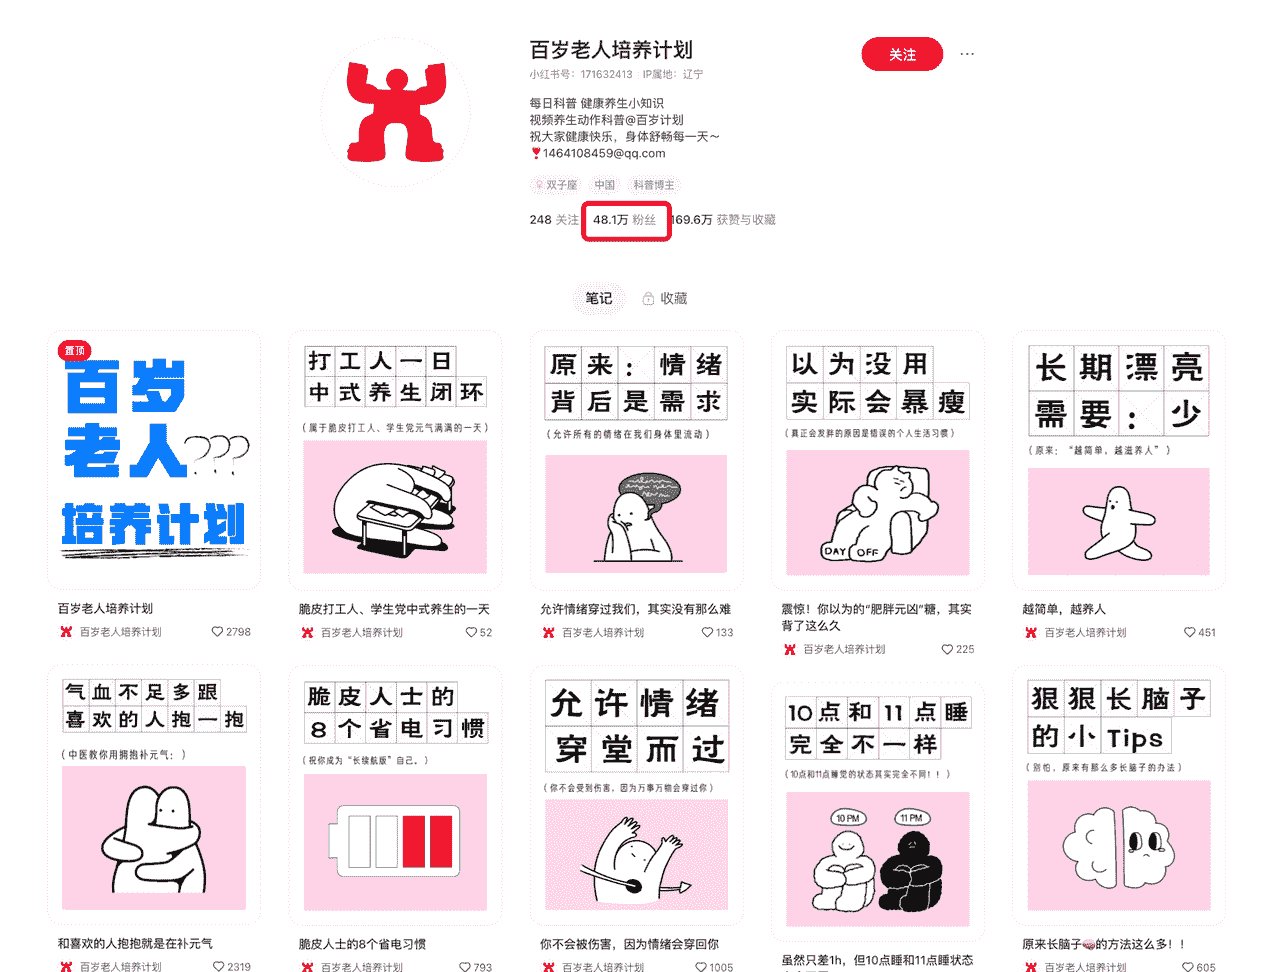 百岁老人培养计划
关注
···
小红书号：171632413 IP属地：辽宁
每日科普 健康养生小知识
视频养生动作科普@百岁计划
祝大家健康快乐，身体舒畅每一天～
1464108459@qq.com
双子座 中国 科普博主
248 关注 48.1万 粉丝 169.6万 获赞与收藏
笔记 收藏
置顶
百岁
老人???
培养计划
百岁老人培养计划
百岁老人培养计划 2798
打工人一日
中式养生闭环
（属于脆皮打工人、学生党元气满满的一天）
脆皮打工人、学生党中式养生的一天
百岁老人培养计划 52
原来：情绪
背后是需求
（允许所有的情绪在我们身体里流动）
允许情绪穿过我们，其实没有那么难
百岁老人培养计划 133
以为没用
实际会暴瘦
（真正会发胖的原因是错误的个人生活习惯）
DAY OFF
震惊！你以为的“肥胖元凶”糖，其实
背了这么久
百岁老人培养计划 225
长期漂亮
需要：少
（原来：“越简单，越滋养人”）
越简单，越养人
百岁老人培养计划 451
气血不足多跟
喜欢的人抱一抱
（中医教你用拥抱补元气：）
和喜欢的人抱抱就是在补元气
百岁老人培养计划 2319
脆皮人士的
8个省电习惯
（祝你成为“长续航版”自己。）
脆皮人士的8个省电习惯
百岁老人培养计划 793
允许情绪
穿堂而过
（你不会受到伤害，因为万事万物会穿过你）
你不会被伤害，因为情绪会穿回你
百岁老人培养计划 1005
10点和11点睡
完全不一样
（10点和11点睡觉的状态其实完全不同！！）
10 PM 11 PM
虽然只差1h，但10点睡和11点睡状态
狠狠长脑子
的小Tips
（别怕，原来有那么多长脑子的办法）
原来长脑子🧠的方法这么多！！
百岁老人培养计划 605